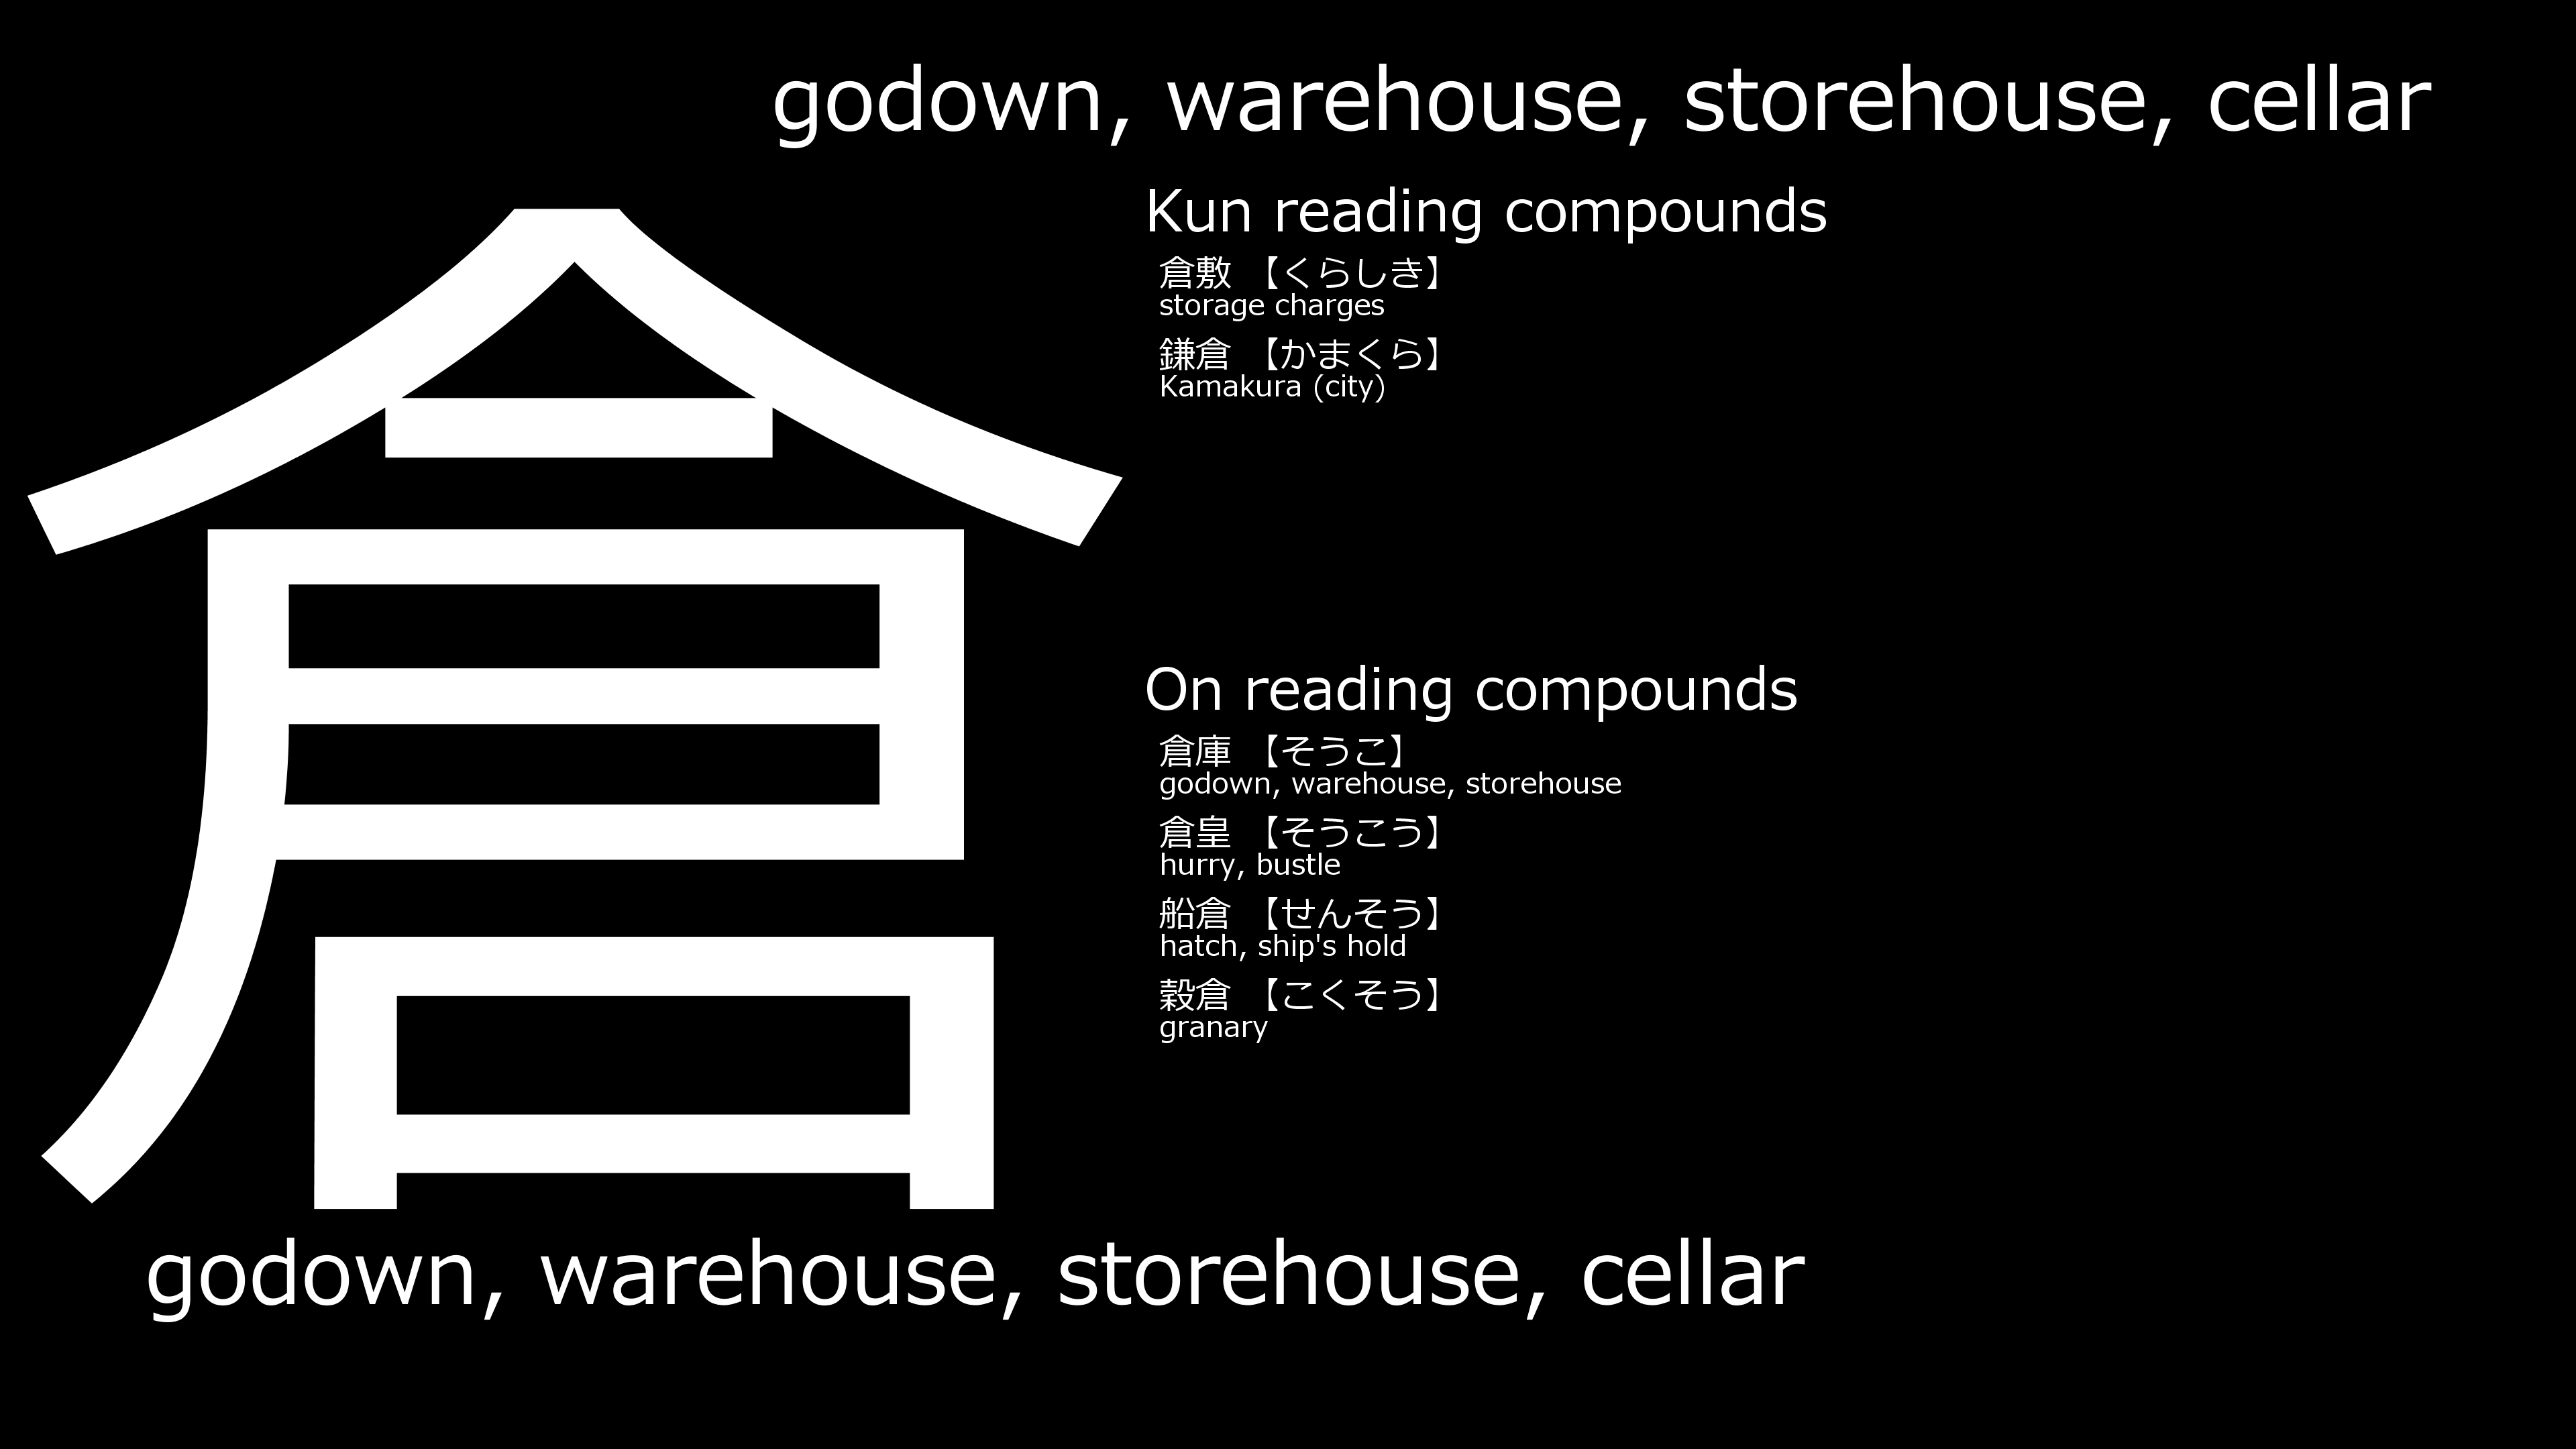 godown, warehouse, storehouse, cellar
倉
Kun reading compounds
倉敷 【くらしき】
storage charges
鎌倉 【かまくら】
Kamakura (city)
On reading compounds
倉庫 【そうこ】
godown, warehouse, storehouse
倉皇 【そうこう】
hurry, bustle
船倉 【せんそう】
hatch, ship's hold
穀倉 【こくそう】
granary
godown, warehouse, storehouse, cellar